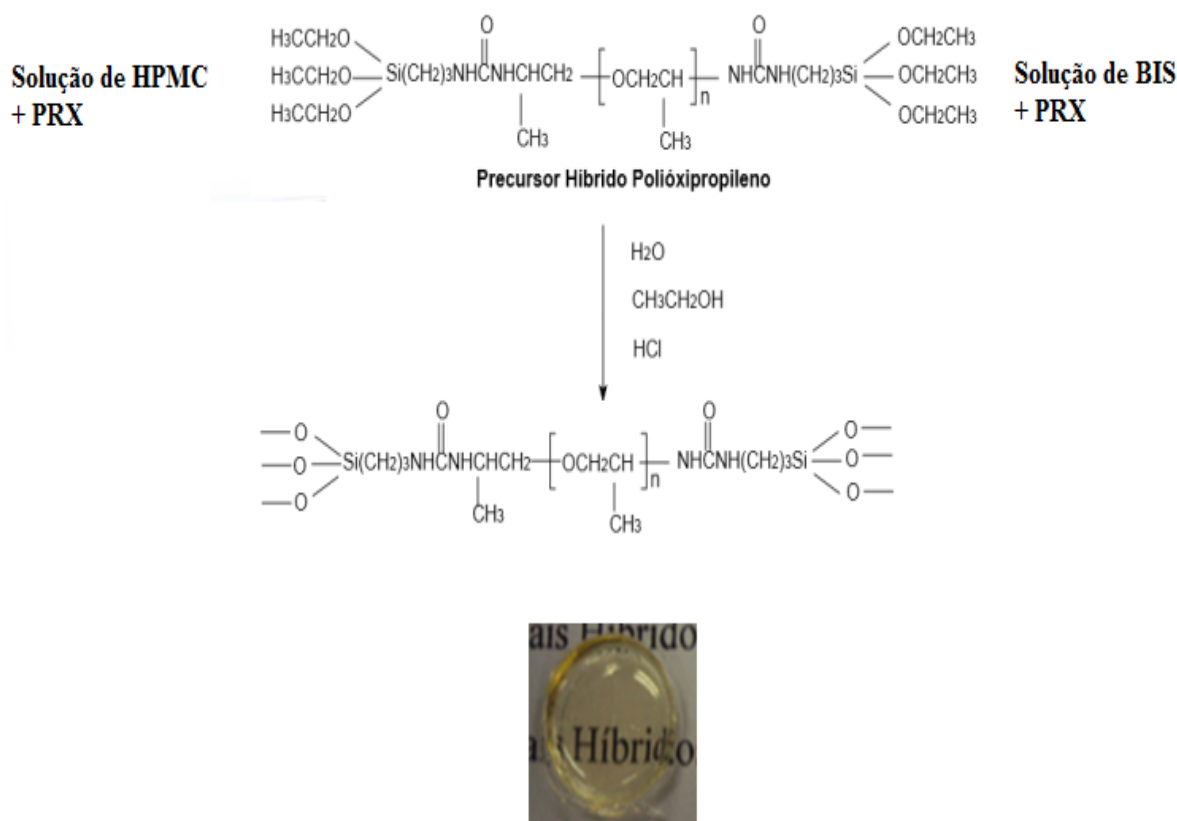 Solução de HPMC
+ PRX
H3CCH2O
H3CCH2O
H3CCH2O
Si(CH2)3NHCNHCHCH2
O
CH3
OCH2CH
n
CH3
O
NHCNH(CH2)3Si
OCH2CH3
OCH2CH3
OCH2CH3
Solução de BIS
+ PRX
Precursor Híbrido Polióxipropileno
H2O
CH3CH2OH
HCl
O
O
O
Si(CH2)3NHCNHCHCH2
O
CH3
OCH2CH
n
CH3
O
NHCNH(CH2)3Si
O
O
O
ais Híbrido
Híbrido